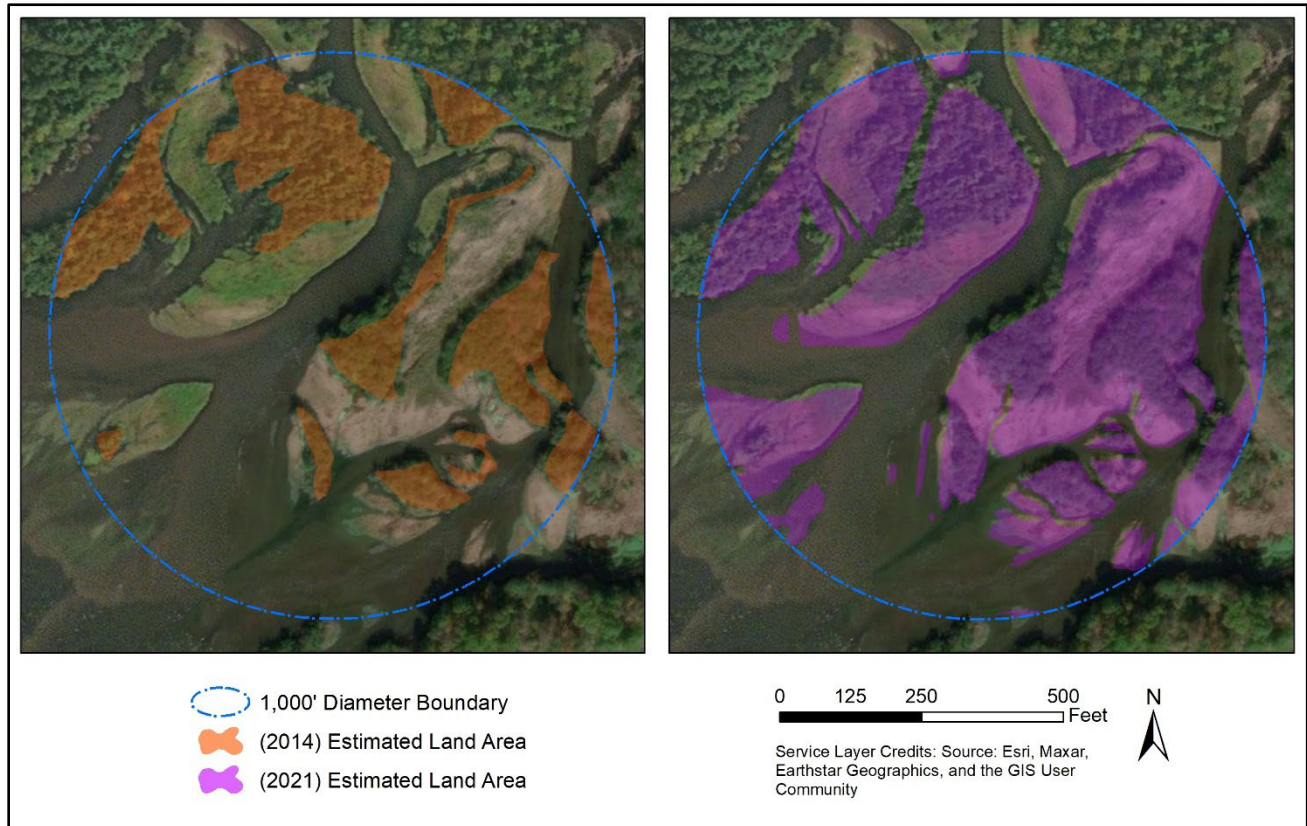 1,000' Diameter Boundary
(2014) Estimated Land Area
(2021) Estimated Land Area
0 125 250 500
Feet
Service Layer Credits: Source: Esri, Maxar,
Earthstar Geographics, and the GIS User
Community
N